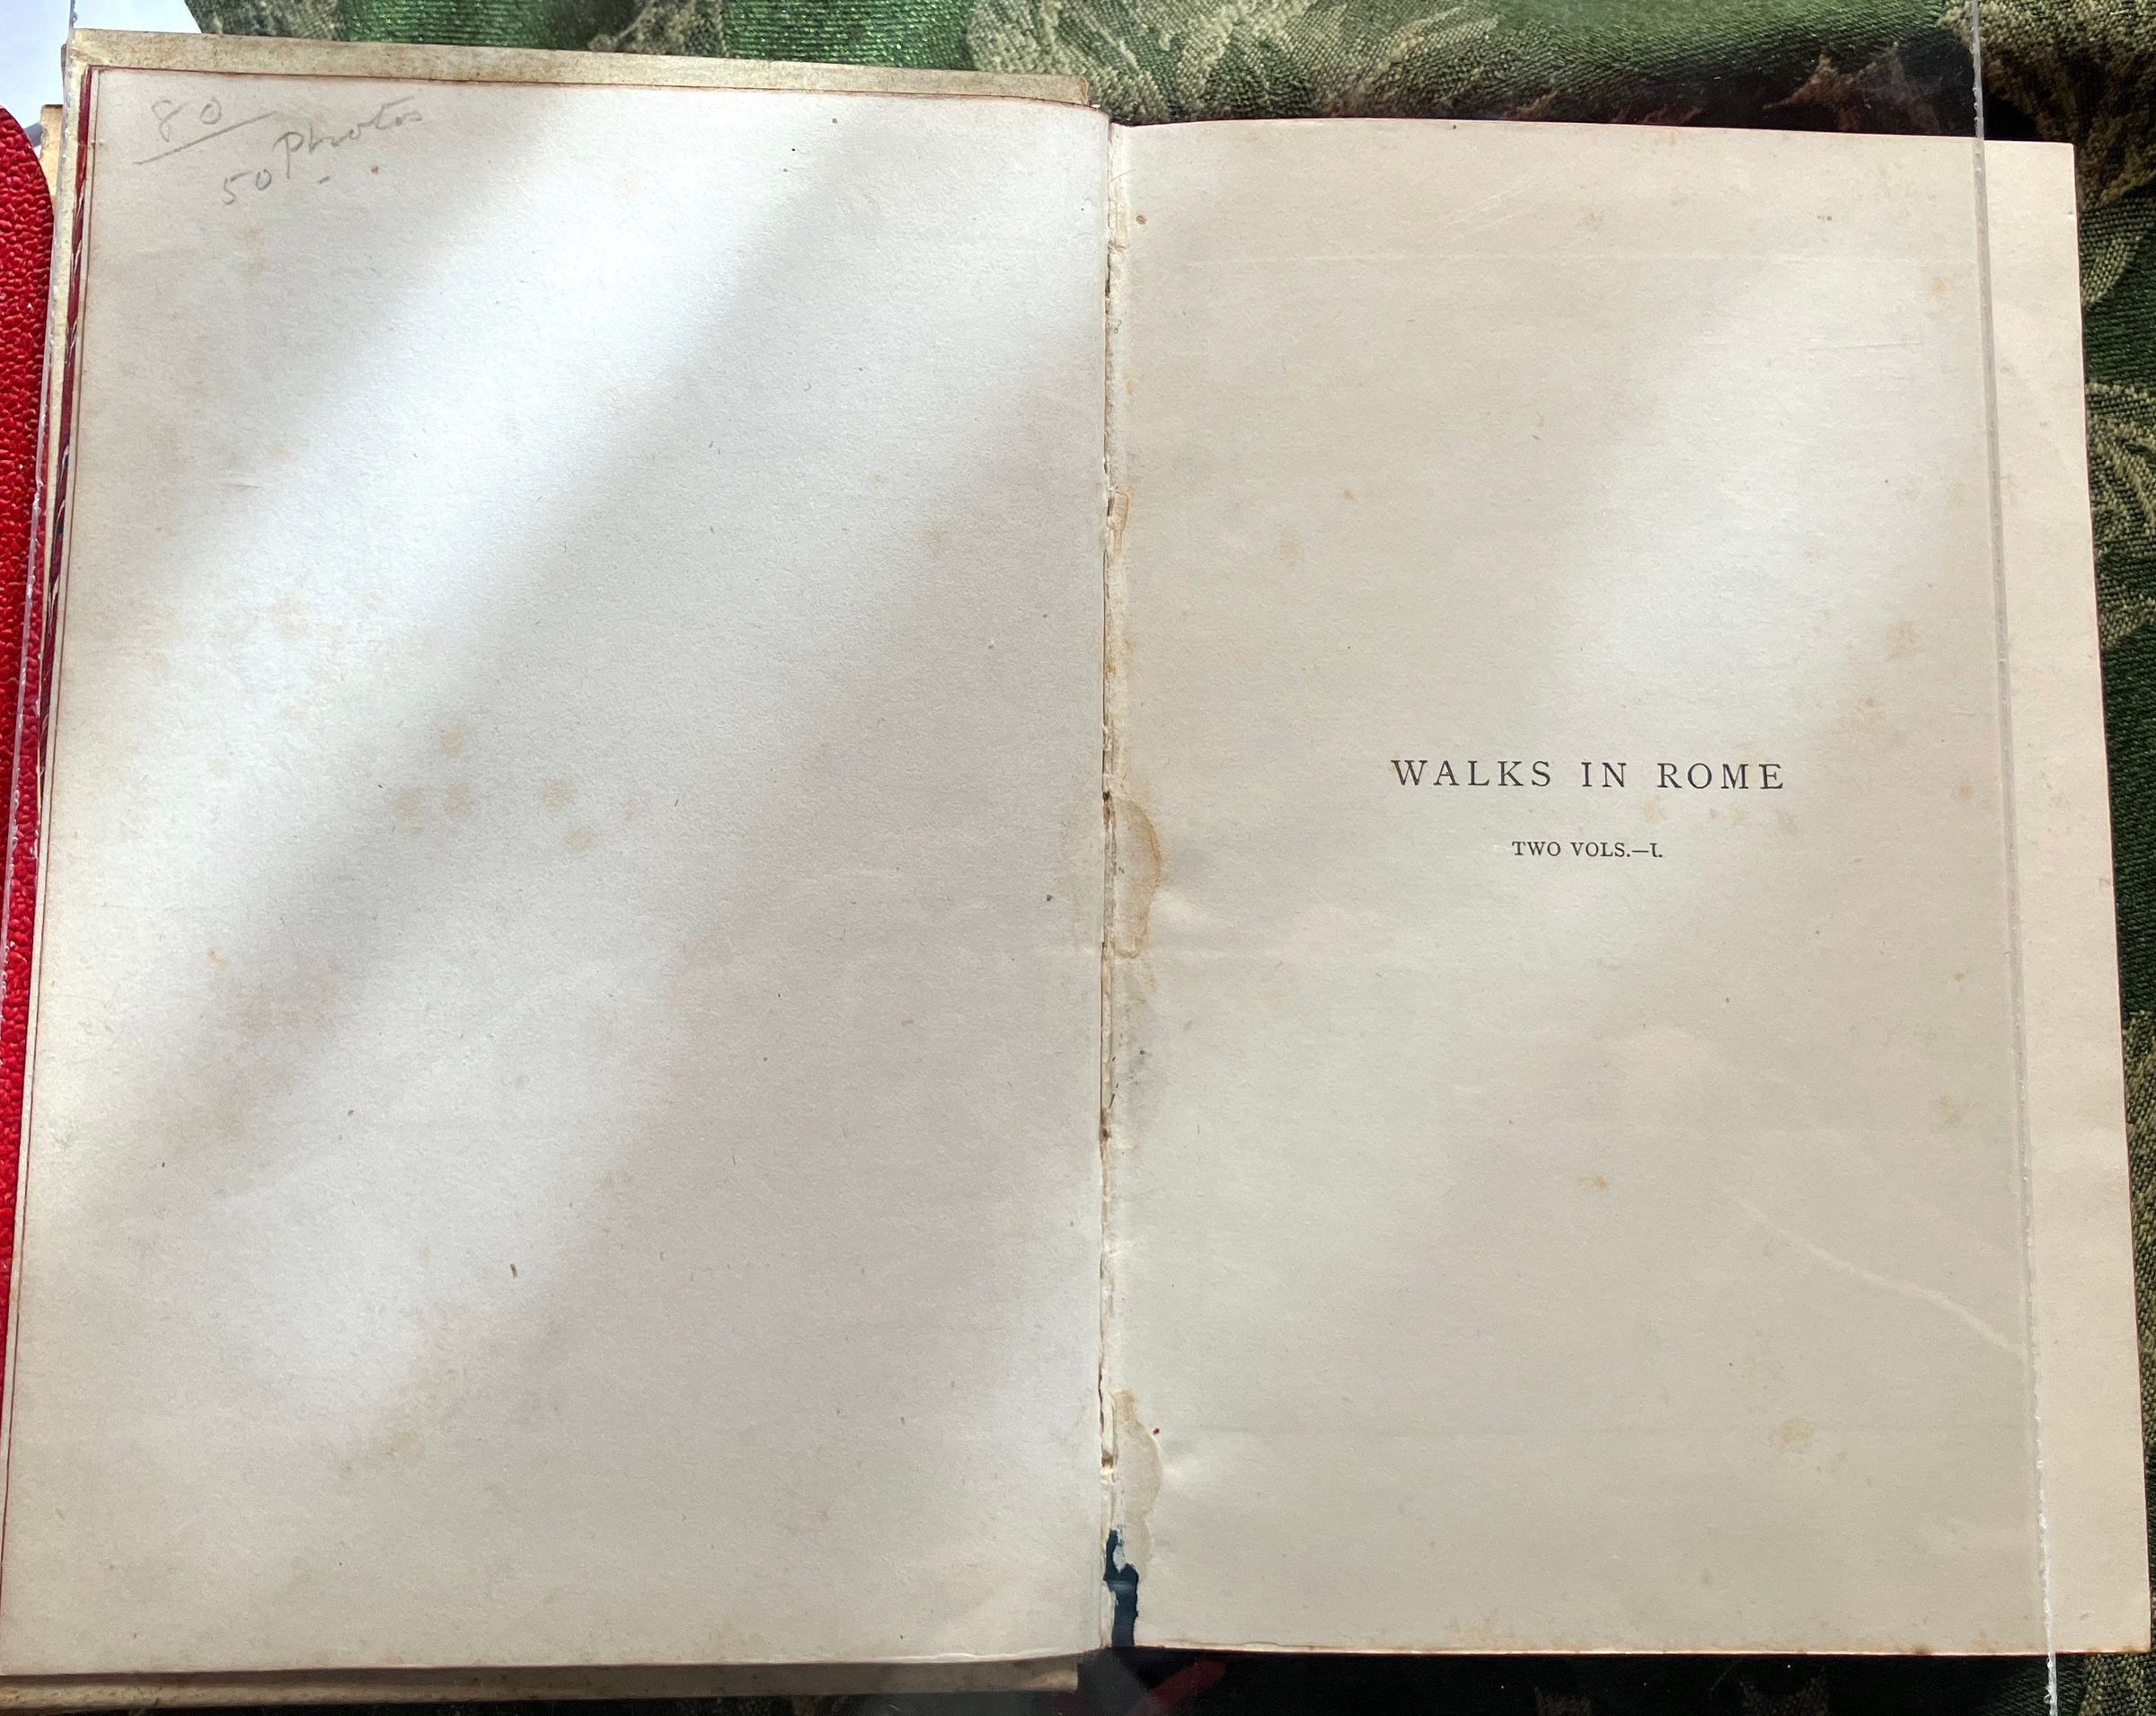 80
50 Photos
WALKS IN ROME
TWO VOLS.—I.